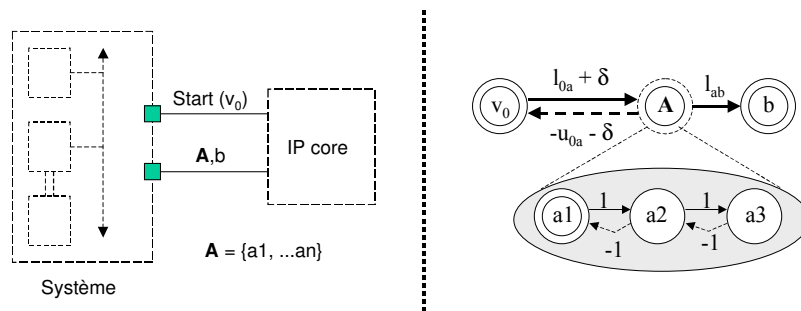 Start (v0)
A,b
IP core
A = {a1, ...an}
Système
l0a + δ
lab
v0
A
b
-u0a - δ
1
1
a1
a2
a3
-1
-1